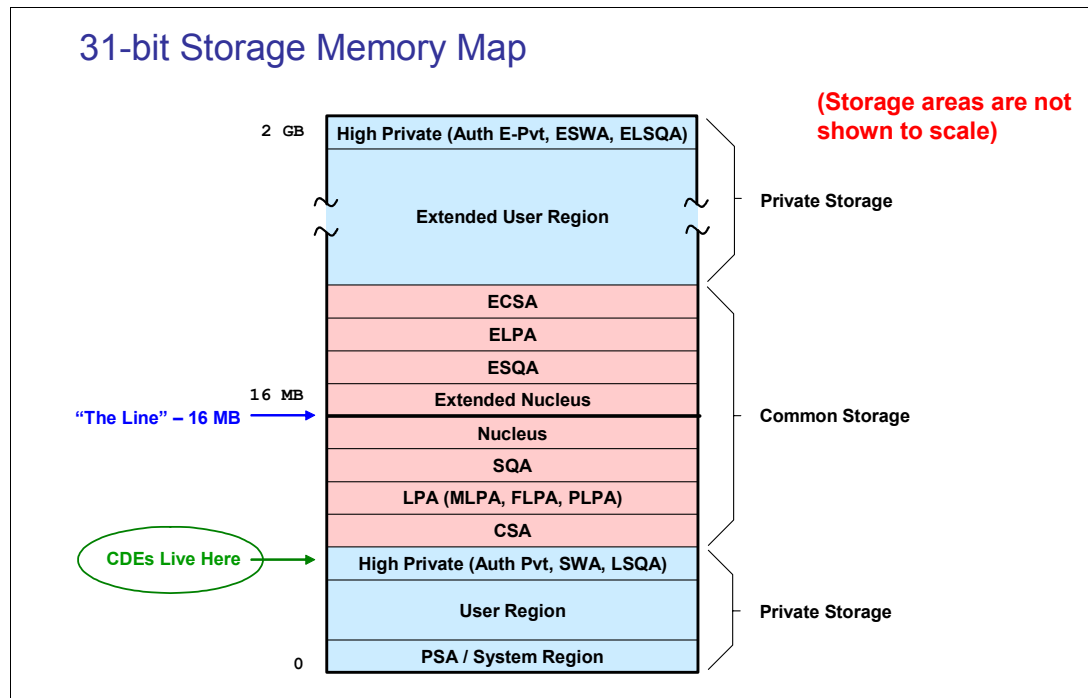 31-bit Storage Memory Map
(Storage areas are not
shown to scale)
2 GB
High Private (Auth E-Pvt, ESWA, ELSQA)
Extended User Region
Private Storage
ECSA
ELPA
ESQA
16 MB
Extended Nucleus
"The Line" – 16 MB
Nucleus
Common Storage
SQA
LPA (MLPA, FLPA, PLPA)
CSA
CDEs Live Here
High Private (Auth Pvt, SWA, LSQA)
User Region
Private Storage
0
PSA / System Region